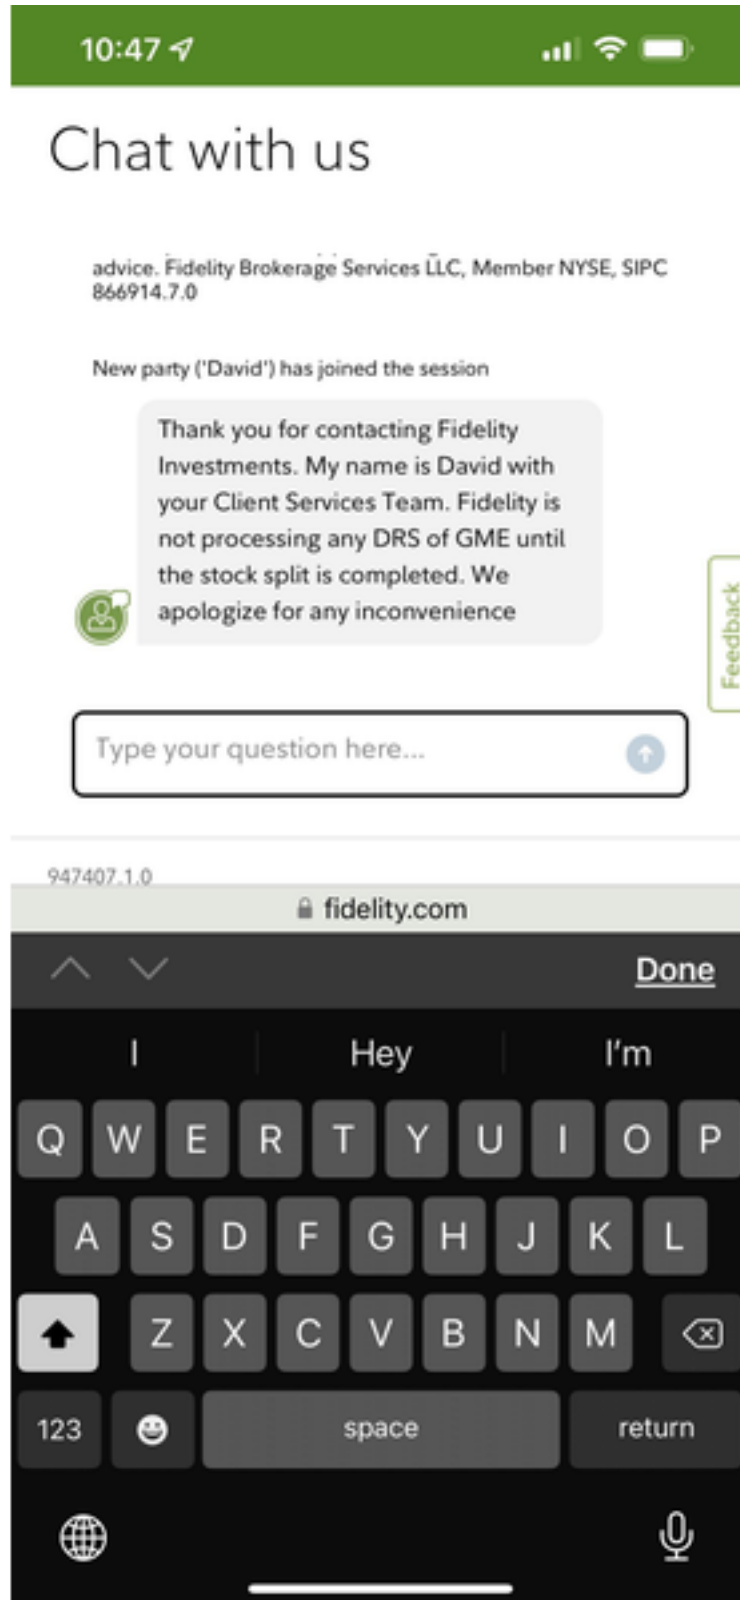 10:47
Chat with us
advice. Fidelity Brokerage Services LLC, Member NYSE, SIPC
866914.7.0
New party ('David') has joined the session
Thank you for contacting Fidelity
Investments. My name is David with
your Client Services Team. Fidelity is
not processing any DRS of GME until
the stock split is completed. We
apologize for any inconvenience
Feedback
Type your question here...
947407.1.0
fidelity.com
Done
I Hey I'm
Q W E R T Y U I O P
A S D F G H J K L
Z X C V B N M
123 space return